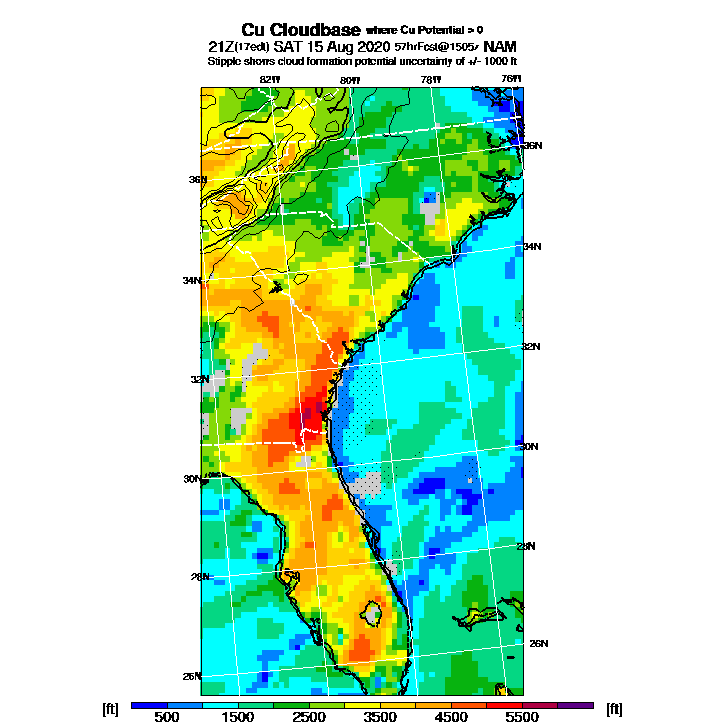 Cu Cloudbase where Cu Potential > 0
21Z(17edt) SAT 15 Aug 2020 57hrFcst@1505z NAM
Stipple shows cloud formation potential uncertainty of +/- 1000 ft
82W 80W 78W 76W
36N
36N
34N
34N
32N
32N
30N
30N
28N
28N
26N
26N
[ft] 500 1500 2500 3500 4500 5500 [ft]